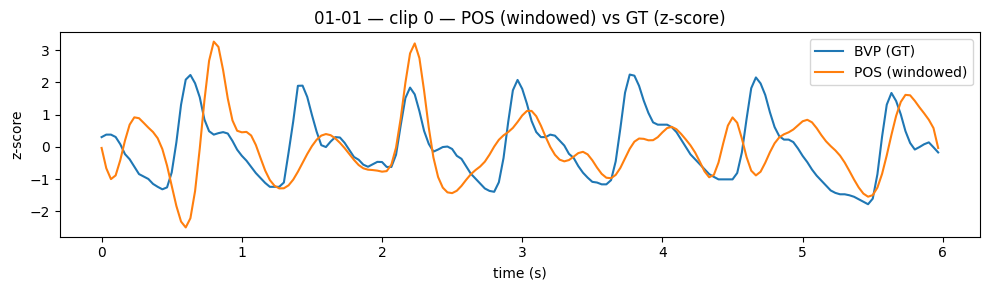 01-01 — clip 0 — POS (windowed) vs GT (z-score)
BVP (GT)
POS (windowed)
z-score
3
2
1
0
−1
−2
0 1 2 3 4 5 6
time (s)